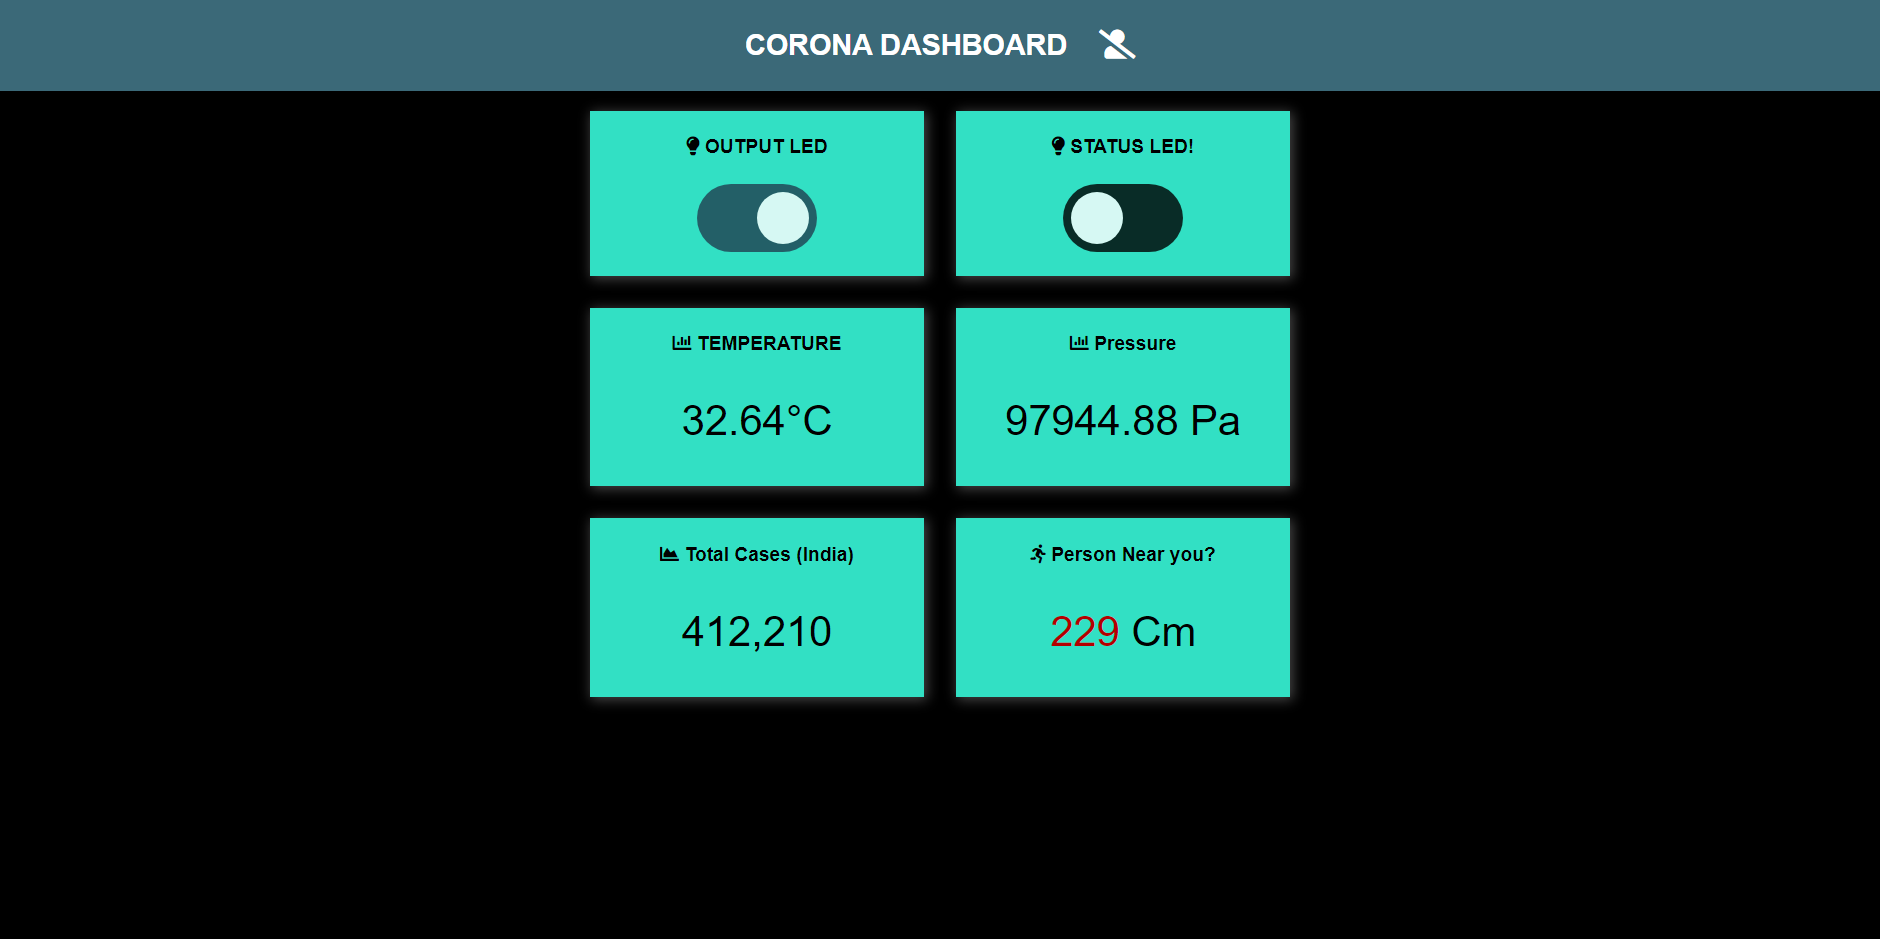 CORONA DASHBOARD
OUTPUT LED
STATUS LED!
TEMPERATURE
32.64°C
Pressure
97944.88 Pa
Total Cases (India)
412,210
Person Near you?
229 Cm